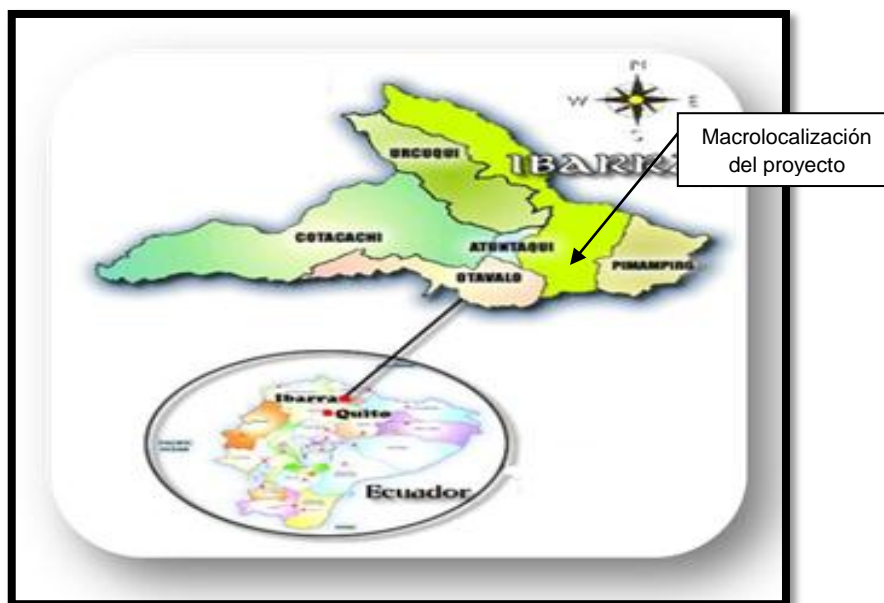 N
W E
S
URCUQUI
IBARRA
Macrolocalización
del proyecto
COTACACHI
ATUNTAQUI
OTAVALO
PIMAMPIRO
Ibarra
Quito
Ecuador